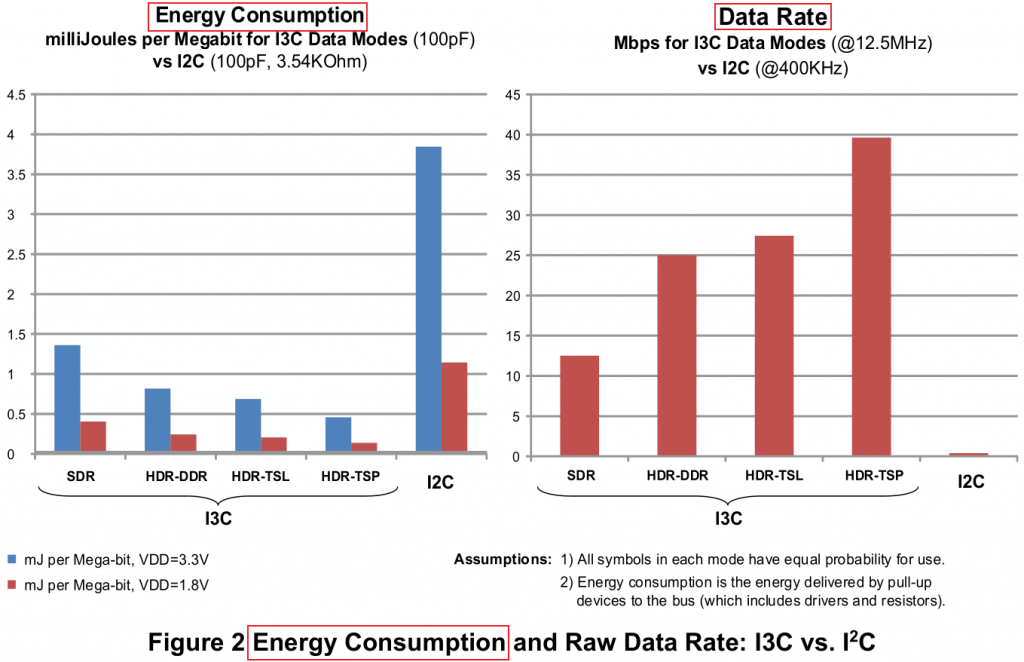 Energy Consumption
milliJoules per Megabit for I3C Data Modes (100pF)
vs I2C (100pF, 3.54KOhm)
4.5
4
3.5
3
2.5
2
1.5
1
0.5
0
SDR
HDR-DDR
HDR-TSL
HDR-TSP
I2C
I3C
mJ per Mega-bit, VDD=3.3V
mJ per Mega-bit, VDD=1.8V
Data Rate
Mbps for I3C Data Modes (@12.5MHz)
vs I2C (@400KHz)
45
40
35
30
25
20
15
10
5
0
SDR
HDR-DDR
HDR-TSL
HDR-TSP
I2C
I3C
Assumptions: 1) All symbols in each mode have equal probability for use.
2) Energy consumption is the energy delivered by pull-up
devices to the bus (which includes drivers and resistors).
Figure 2 Energy Consumption and Raw Data Rate: I3C vs. I²C